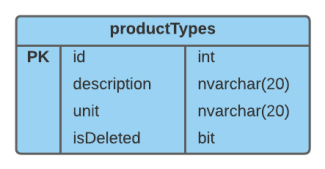 productTypes
PK id int
description nvarchar(20)
unit nvarchar(20)
isDeleted bit